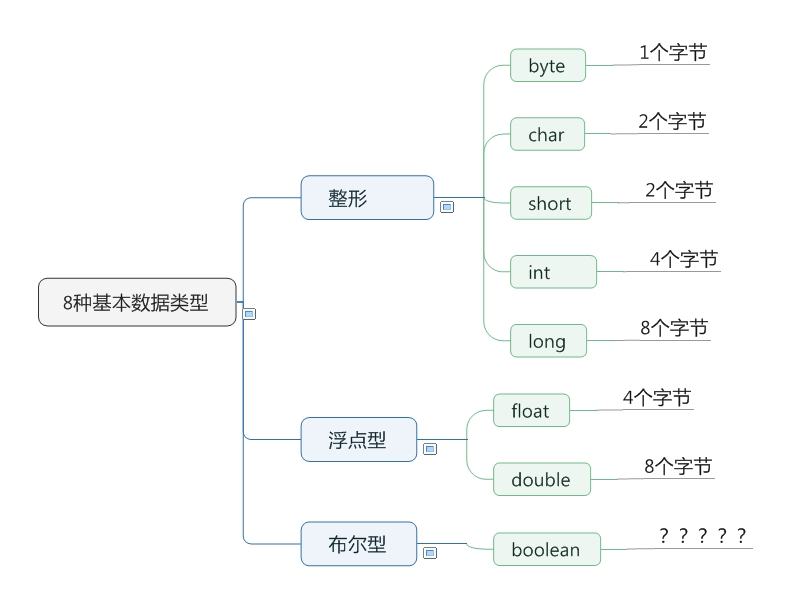 8种基本数据类型
整形
byte
1个字节
char
2个字节
short
2个字节
int
4个字节
long
8个字节
浮点型
float
4个字节
double
8个字节
布尔型
boolean
？？？？？